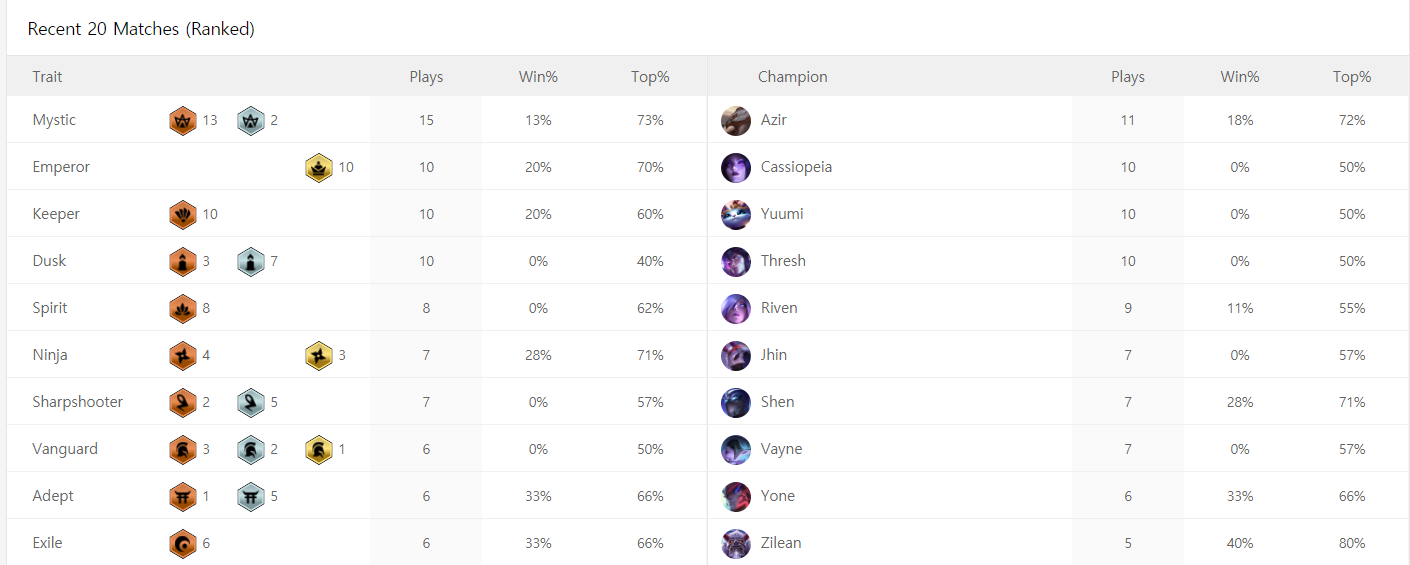 Recent 20 Matches (Ranked)
Trait Plays Win% Top% Champion Plays Win% Top%
Mystic 13 2 15 13% 73% Azir 11 18% 72%
Emperor 10 10 20% 70% Cassiopeia 10 0% 50%
Keeper 10 10 20% 60% Yuumi 10 0% 50%
Dusk 3 7 10 0% 40% Thresh 10 0% 50%
Spirit 8 8 0% 62% Riven 9 11% 55%
Ninja 4 3 7 28% 71% Jhin 7 0% 57%
Sharpshooter 2 5 7 0% 57% Shen 7 28% 71%
Vanguard 3 2 1 6 0% 50% Vayne 7 0% 57%
Adept 1 5 6 33% 66% Yone 6 33% 66%
Exile 6 6 33% 66% Zilean 5 40% 80%